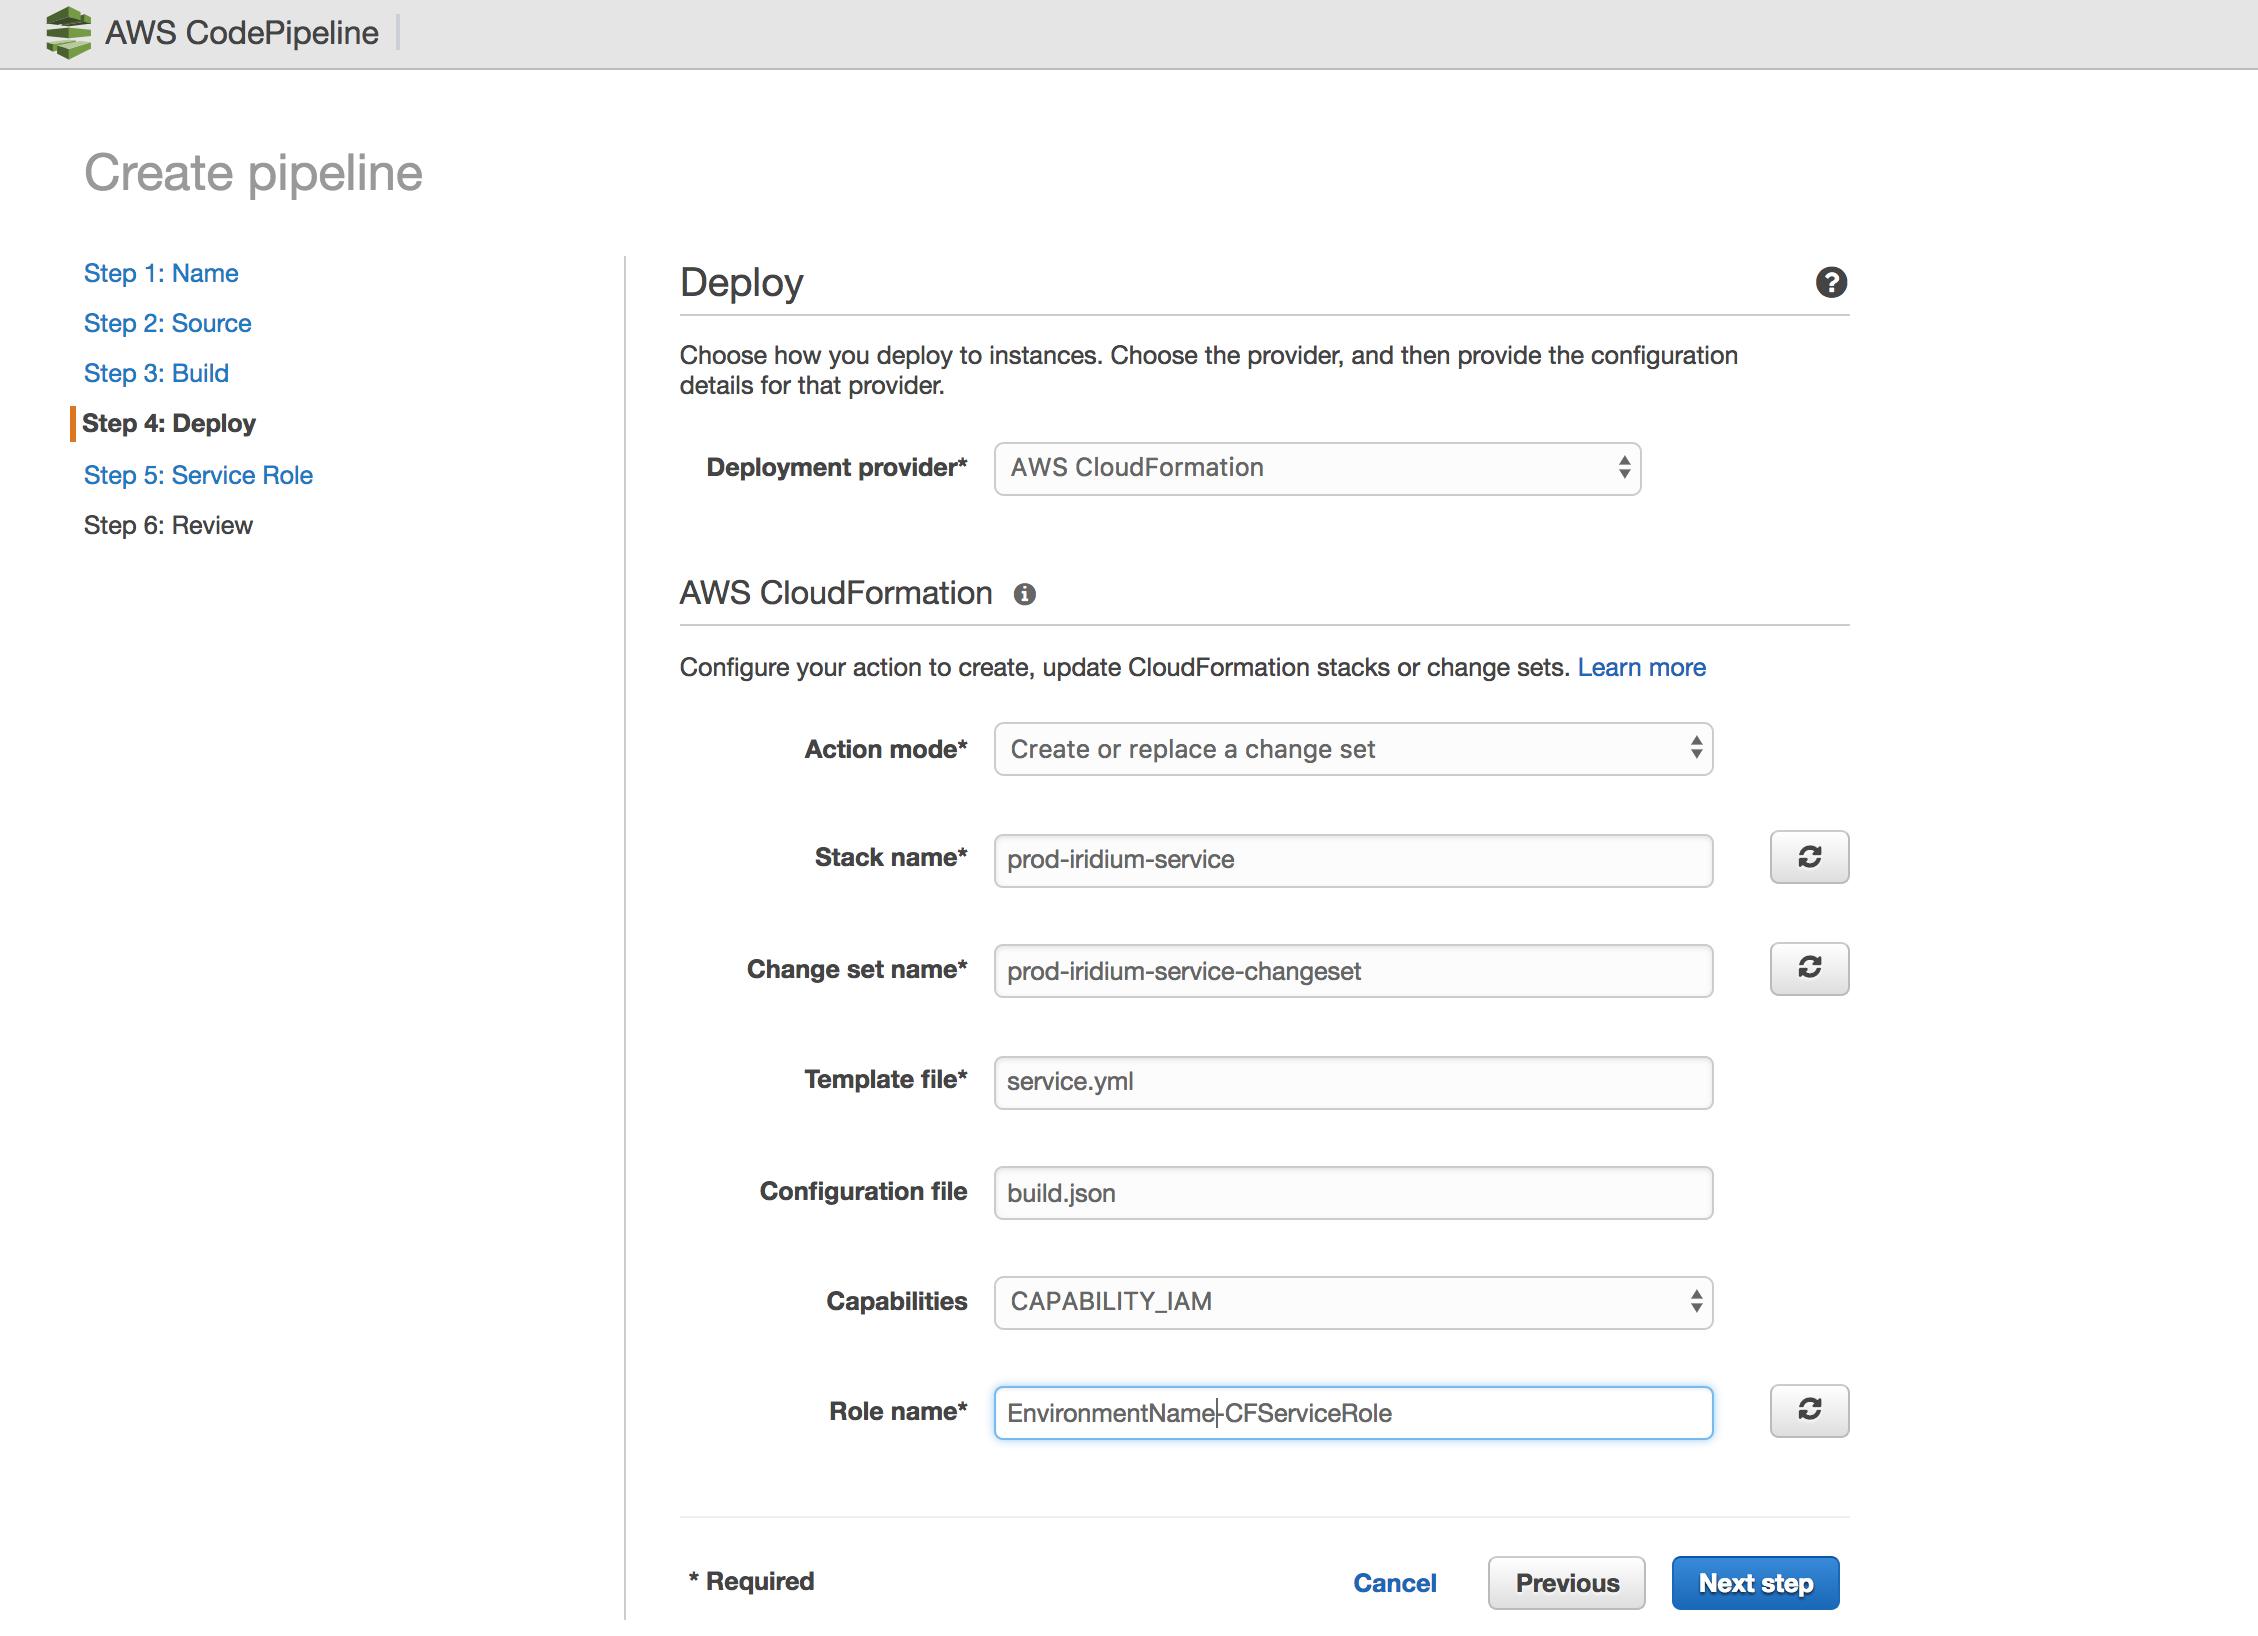 AWS CodePipeline
Create pipeline
Step 1: Name
Step 2: Source
Step 3: Build
Step 4: Deploy
Step 5: Service Role
Step 6: Review
Deploy
Choose how you deploy to instances. Choose the provider, and then provide the configuration
details for that provider.
Deployment provider* AWS CloudFormation
AWS CloudFormation
Configure your action to create, update CloudFormation stacks or change sets. Learn more
Action mode* Create or replace a change set
Stack name* prod-iridium-service
Change set name* prod-iridium-service-changeset
Template file* service.yml
Configuration file build.json
Capabilities CAPABILITY_IAM
Role name* EnvironmentName-CFServiceRole
* Required Cancel Previous Next step